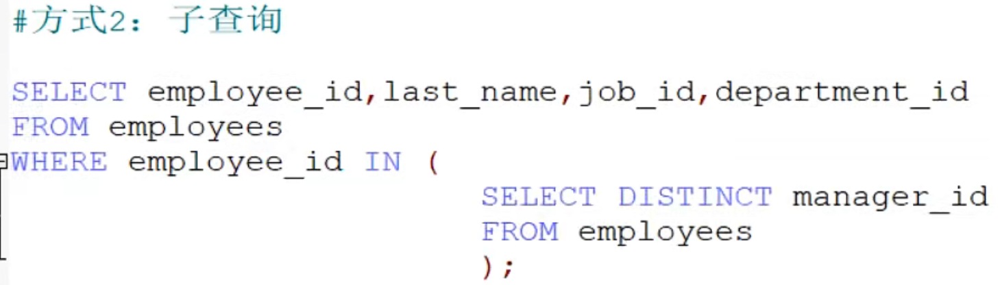 #方式2：子查询
SELECT employee_id,last_name,job_id,department_id
FROM employees
WHERE employee_id IN (
SELECT DISTINCT manager_id
FROM employees
);